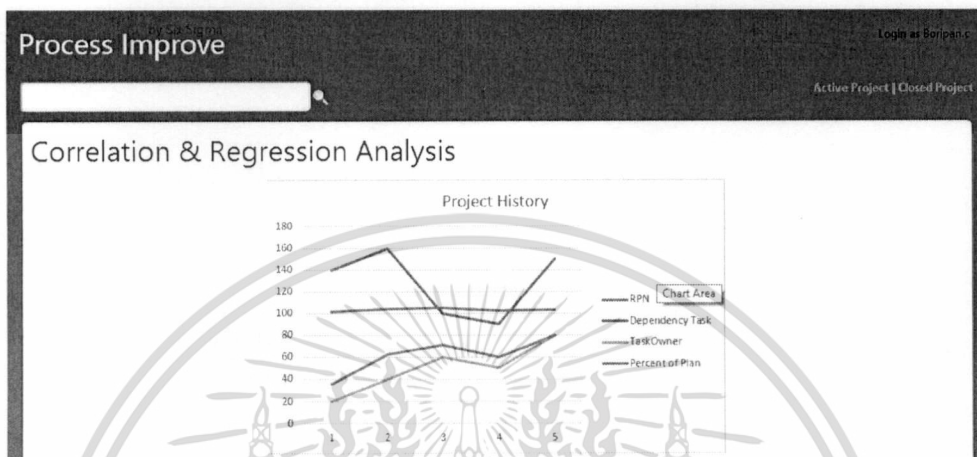 by Six Sigma
Process Improve
Login as Boripan.c
Active Project | Closed Project
Correlation & Regression Analysis
Project History
180
160
140
120
100
80
60
40
20
0
1 2 3 4 5
RPN
Chart Area
Dependency Task
TaskOwner
Percent of Plan